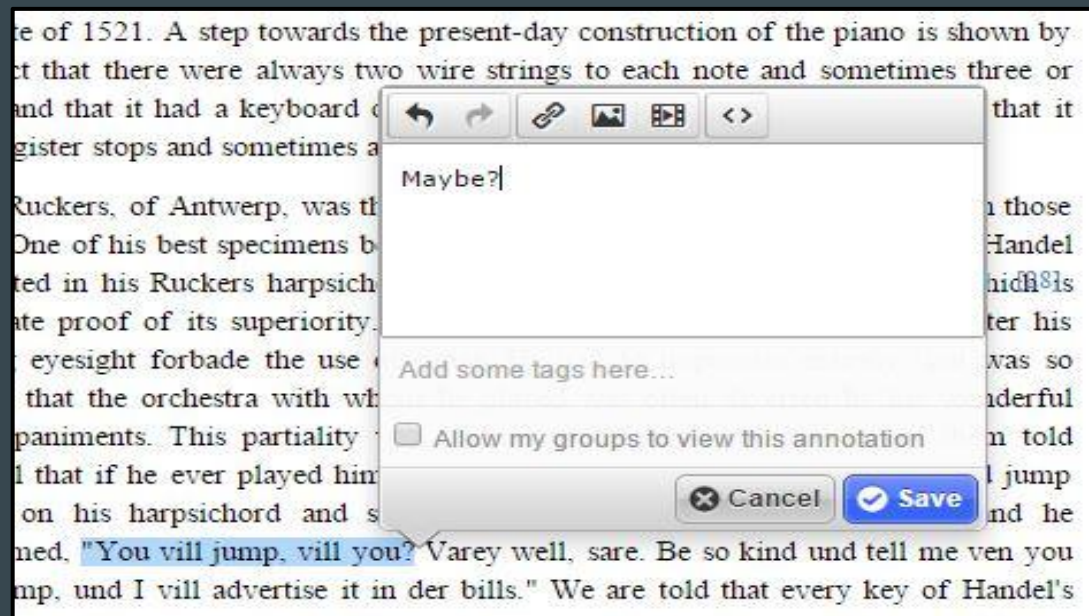 te of 1521. A step towards the present-day construction of the piano is shown by
ct that there were always two wire strings to each note and sometimes three or
and that it had a keyboard that it
gister stops and sometimes a
Maybe?
Ruckers, of Antwerp, was th n those
One of his best specimens b Handel
ted in his Ruckers harpsich hich is
[98]
ate proof of its superiority. ter his
eyesight forbade the use was so
Add some tags here...
that the orchestra with wh nderful
paniments. This partiality m told
Allow my groups to view this annotation
l that if he ever played him l jump
on his harpsichord and s nd he
Cancel Save
med, "You vill jump, vill you? Varey well, sare. Be so kind und tell me ven you
mp, und I vill advertise it in der bills." We are told that every key of Handel's